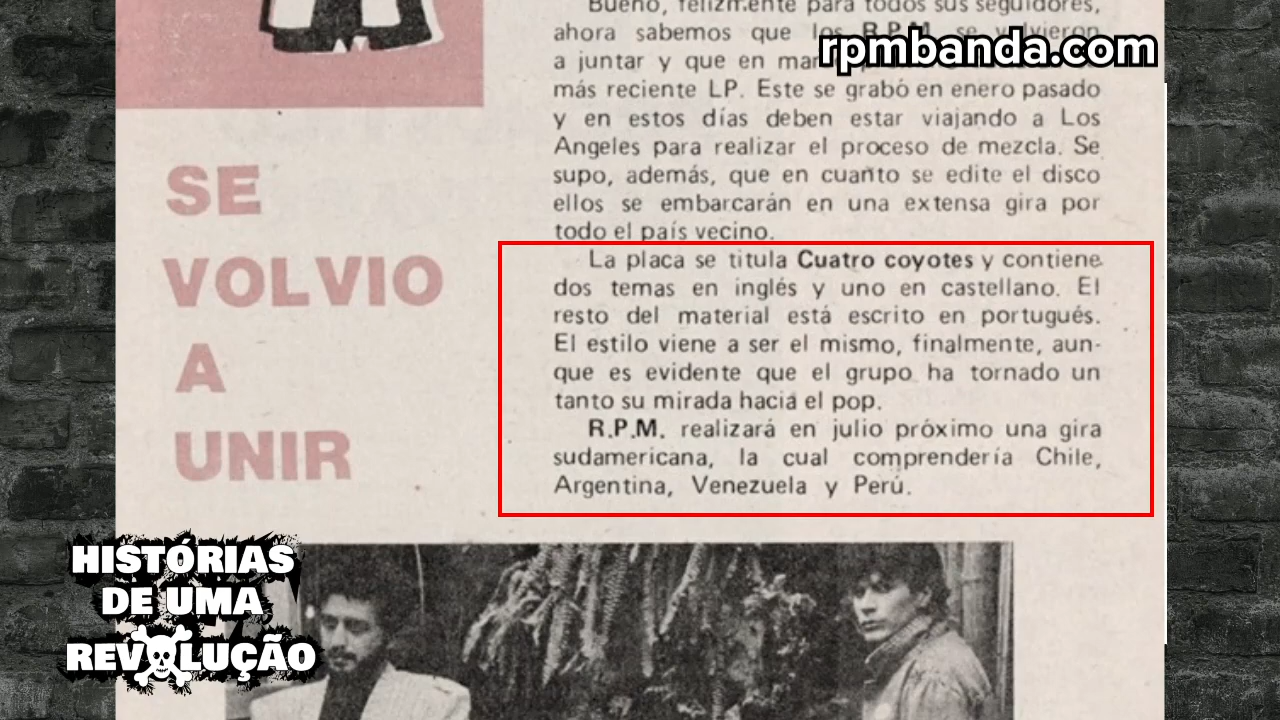 Bueno, felizmente para todos sus seguidores,
ahora sabemos que los R.P.M. se volvieron
a juntar y que en
rpmbanda.com
más reciente LP. Este se grabó en enero pasado
y en estos días deben estar viajando a Los
Angeles para realizar el proceso de mezcla. Se
supo, además, que en cuanto se edite el disco
ellos se embarcarán en una extensa gira por
todo el país vecino.
La placa se titula Cuatro coyotes y contiene
dos temas en inglés y uno en castellano. El
resto del material está escrito en portugués.
El estilo viene a ser el mismo, finalmente, aun-
que es evidente que el grupo ha tornado un
tanto su mirada hacia el pop.
R.P.M. realizará en julio próximo una gira
sudamericana, la cual comprendería Chile,
Argentina, Venezuela y Perú.
SE
VOLVIO
A
UNIR
HISTÓRIAS
DE UMA
REVOLUÇÃO